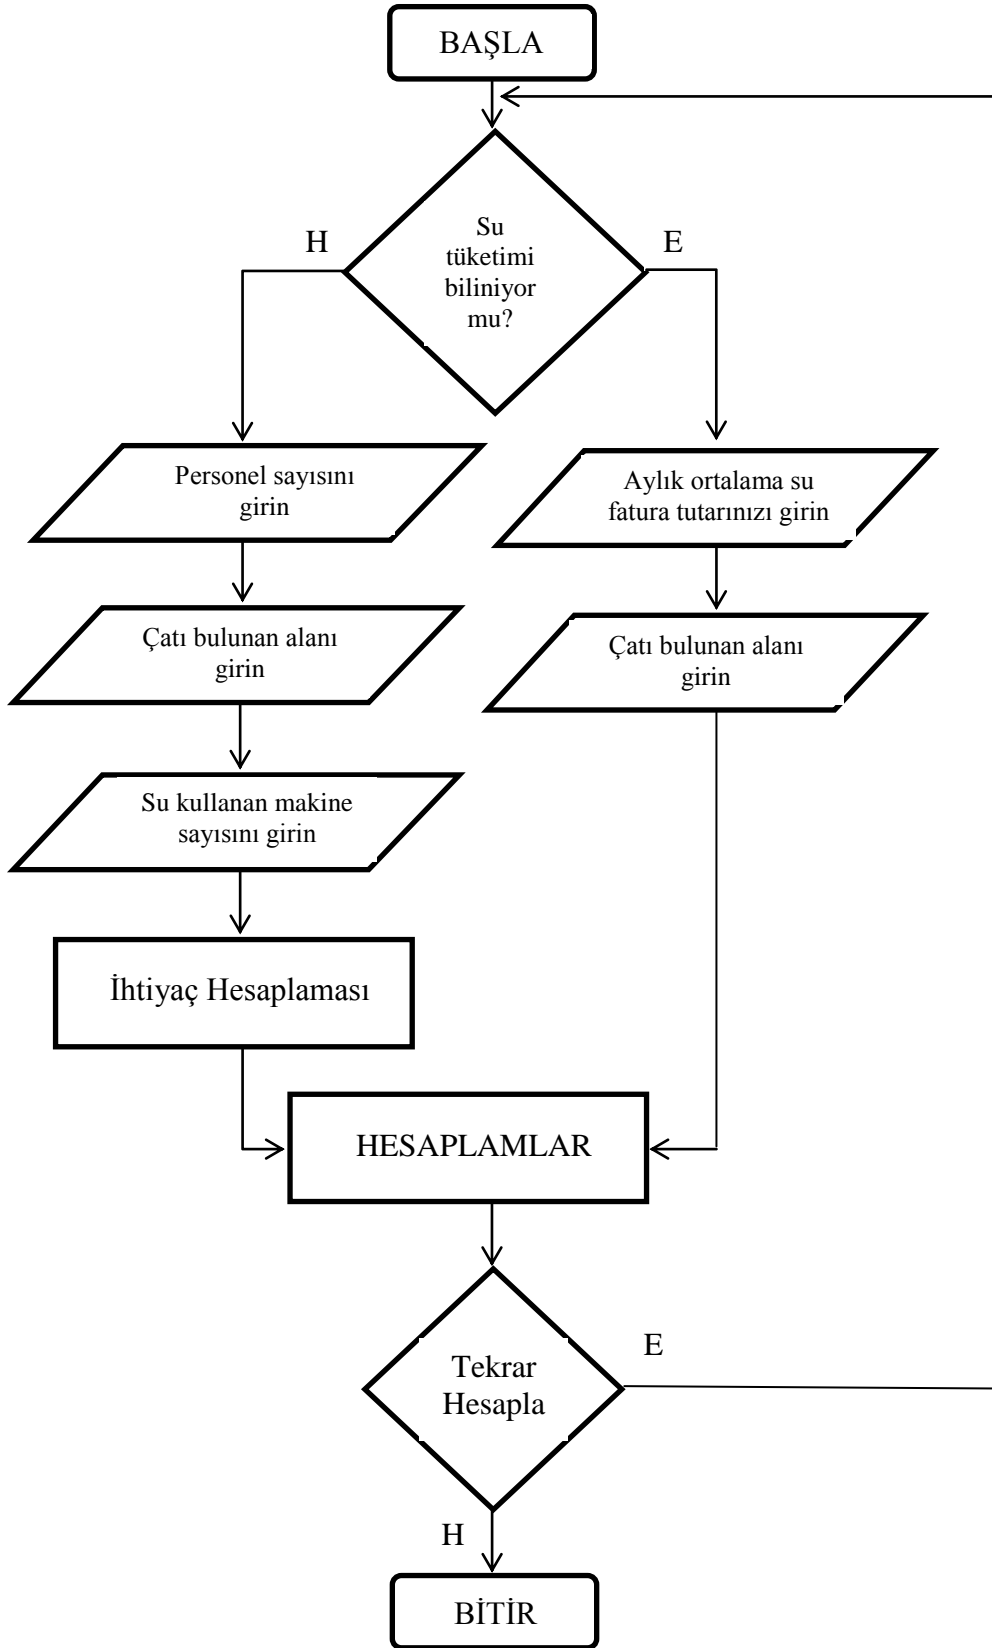 BAŞLA
Su
tüketimi
biliniyor
mu?
H
E
Personel sayısını
girin
Çatı bulunan alanı
girin
Su kullanan makine
sayısını girin
İhtiyaç Hesaplaması
Aylık ortalama su
fatura tutarınızı girin
Çatı bulunan alanı
girin
HESAPLAMLAR
Tekrar
Hesapla
E
H
BİTİR